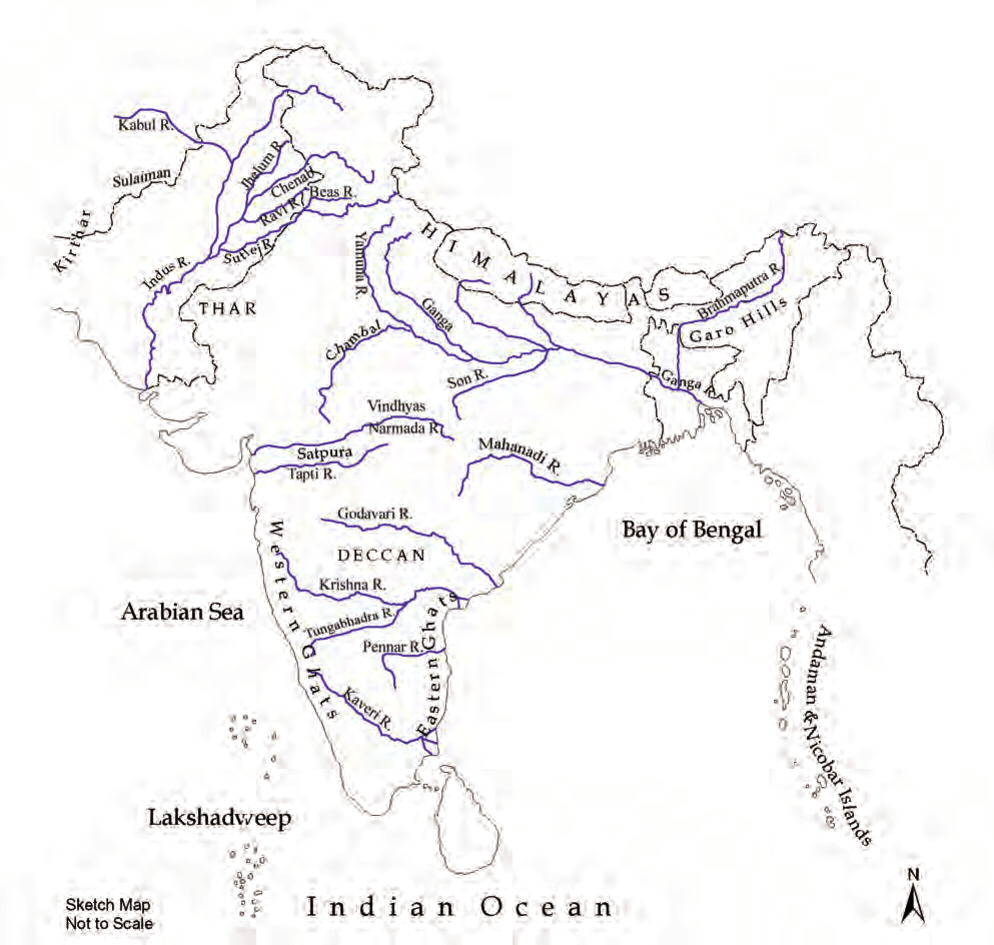 Kabul R.
Sulaiman
Kirthar
Jhelum R.
Chenab
Ravi R.
Beas R.
Sutlej R.
Indus R.
THAR
HIMALAYAS
Yamuna R.
Ganga
Chambal
Son R.
Brahmaputra R.
Garo Hills
Ganga R.
Vindhyas
Narmada R.
Satpura
Tapti R.
Mahanadi R.
Godavari R.
DECCAN
Bay of Bengal
Western Ghats
Krishna R.
Arabian Sea
Tungabhadra R.
Pennar R.
Eastern Ghats
Kaveri R.
Andaman & Nicobar Islands
Lakshadweep
N
Sketch Map
Not to Scale
Indian Ocean